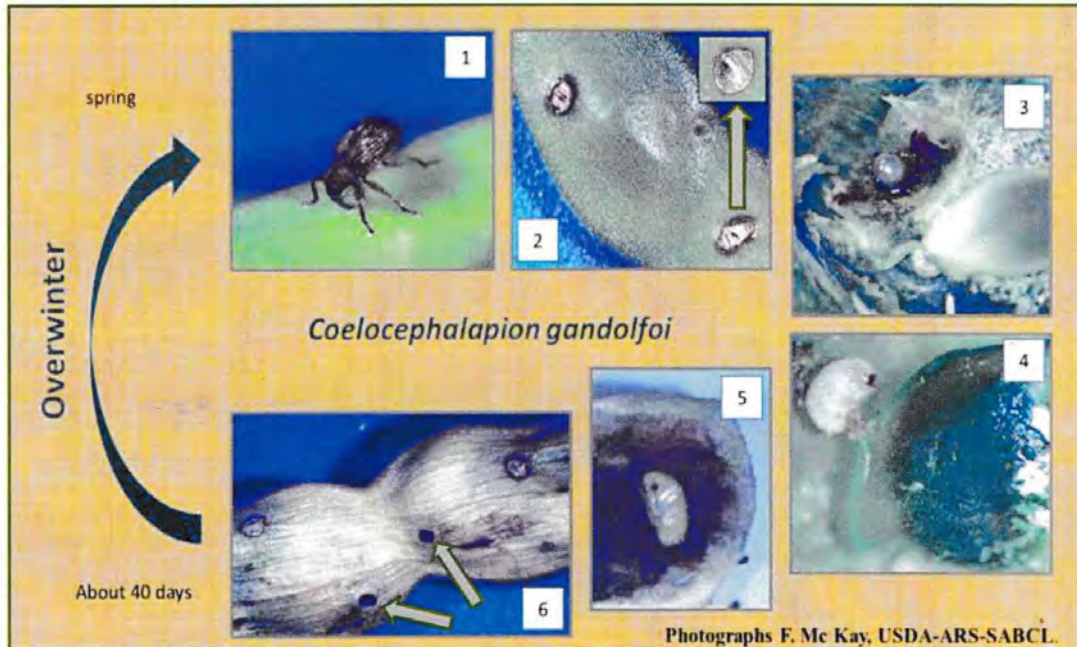 spring
1
2
3
Overwinter
Coelocephalapion gandolfoi
4
5
6
About 40 days
Photographs F. Mc Kay, USDA-ARS-SABCL.